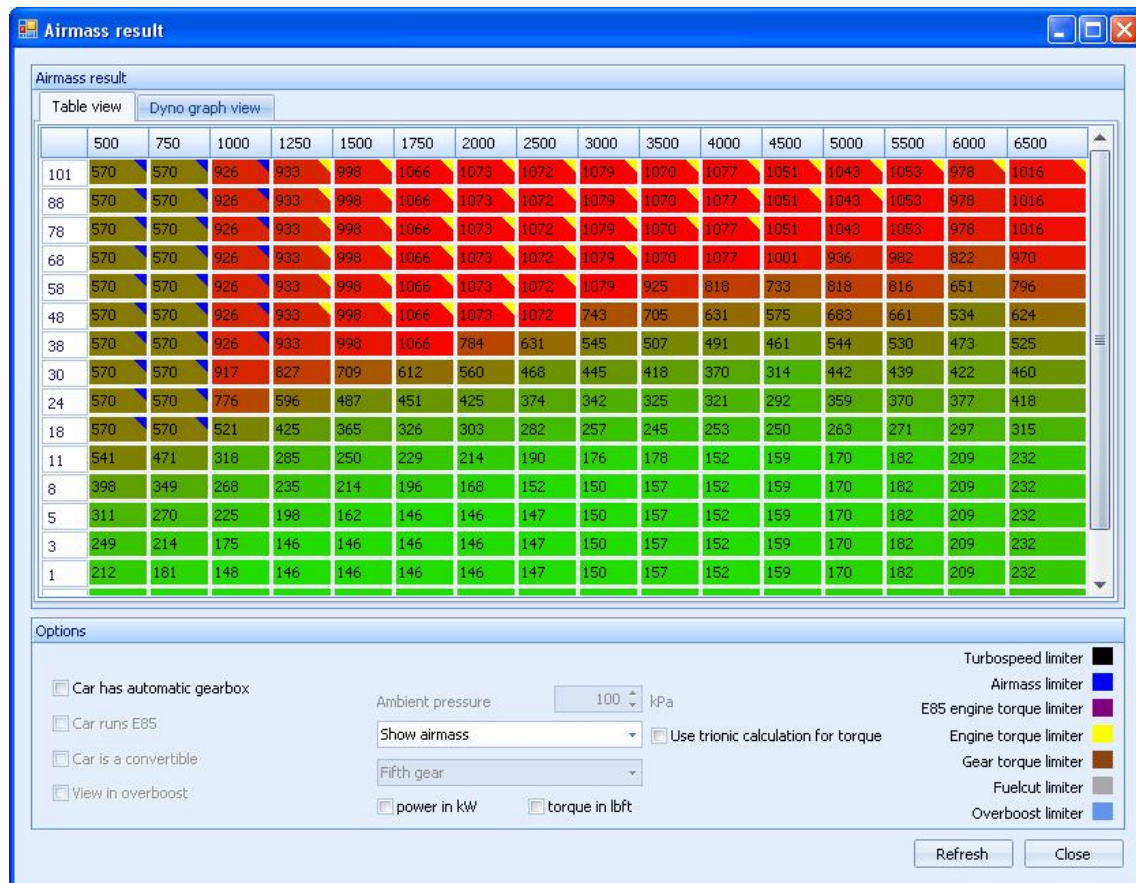 Airmass result
Airmass result
Table view Dyno graph view
500 750 1000 1250 1500 1750 2000 2500 3000 3500 4000 4500 5000 5500 6000 6500
101 570 570 926 933 998 1066 1073 1072 1079 1070 1077 1051 1043 1053 978 1016
88 570 570 926 933 998 1066 1073 1072 1079 1070 1077 1051 1043 1053 978 1016
78 570 570 926 933 998 1066 1073 1072 1079 1070 1077 1051 1043 1053 978 1016
68 570 570 926 933 998 1066 1073 1072 1079 1070 1077 1001 936 982 822 970
58 570 570 926 933 998 1066 1073 1072 1079 925 818 733 818 816 651 796
48 570 570 926 933 998 1066 1073 1072 743 705 631 575 683 661 534 624
38 570 570 926 933 998 1066 784 631 545 507 491 461 544 530 473 525
30 570 570 917 827 709 612 560 468 445 418 370 314 442 439 422 460
24 570 570 776 596 487 451 425 374 342 325 321 292 359 370 377 418
18 570 570 521 425 365 326 303 282 257 245 253 250 263 271 297 315
11 541 471 318 285 250 229 214 190 176 178 152 159 170 182 209 232
8 398 349 268 235 214 196 168 152 150 157 152 159 170 182 209 232
5 311 270 225 198 162 146 146 147 150 157 152 159 170 182 209 232
3 249 214 175 146 146 146 146 147 150 157 152 159 170 182 209 232
1 212 181 148 146 146 146 146 147 150 157 152 159 170 182 209 232
Options
Car has automatic gearbox
Car runs E85
Car is a convertible
View in overboost
Ambient pressure 100 kPa
Show airmass Use trionic calculation for torque
Fifth gear
power in kW torque in lbft
Turbospeed limiter
Airmass limiter
E85 engine torque limiter
Engine torque limiter
Gear torque limiter
Fuelcut limiter
Overboost limiter
Refresh Close